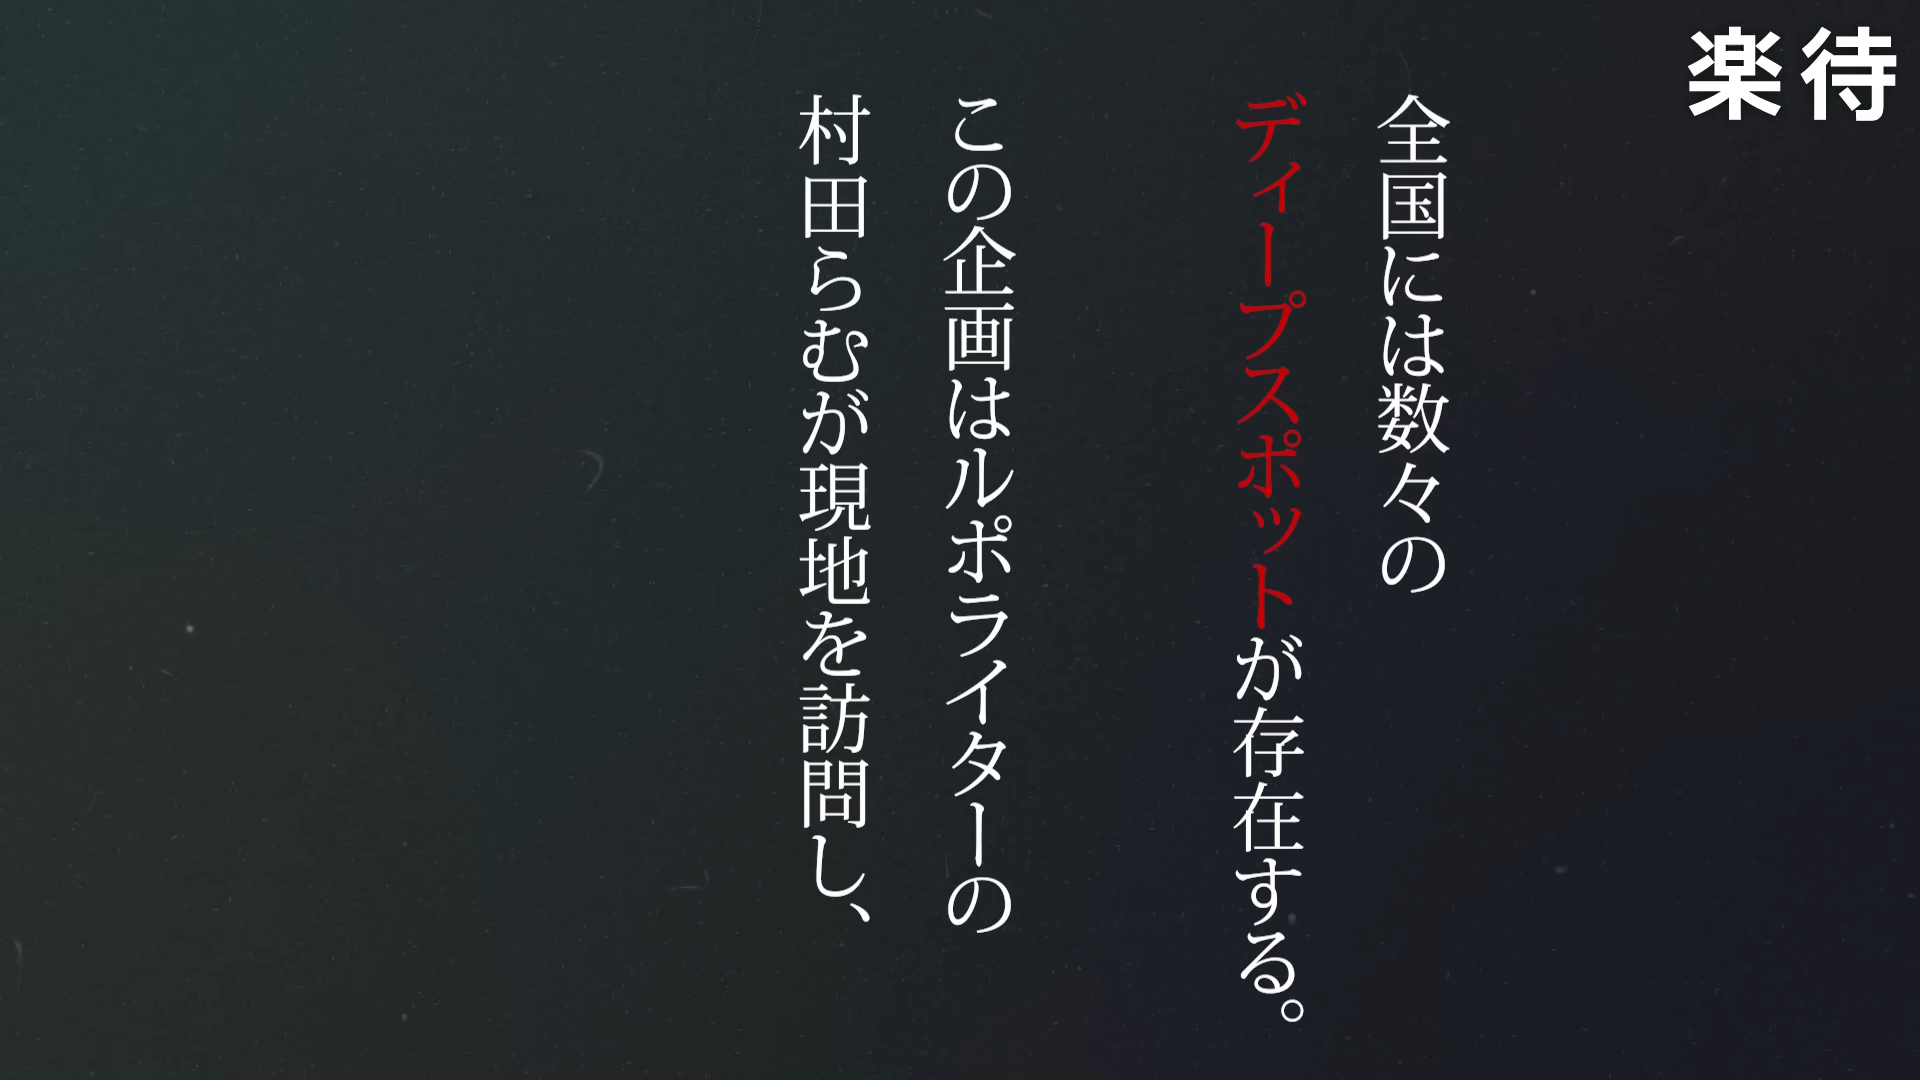 楽待
全国には数々の
ディープスポットが存在する。
この企画はルポライターの
村田らむが現地を訪問し、